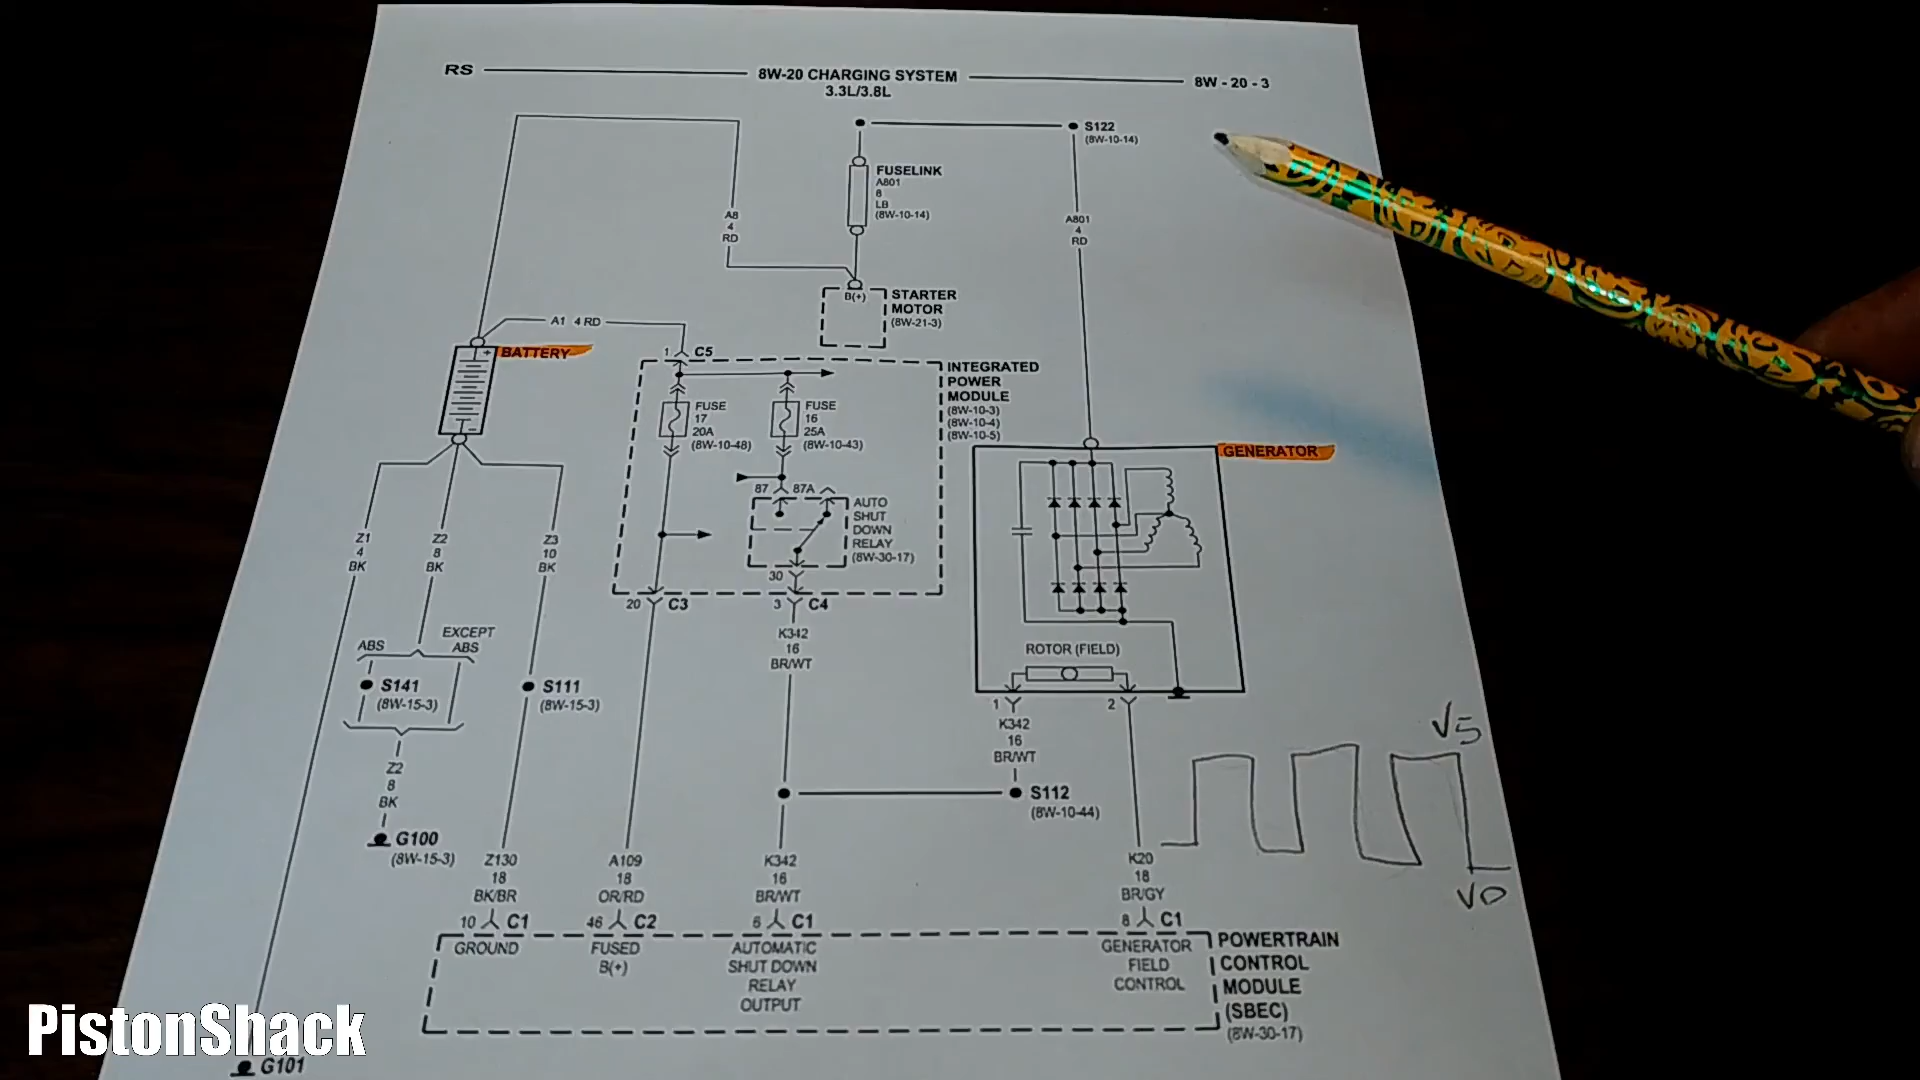 RS
8W-20 CHARGING SYSTEM
3.3L/3.8L
8W - 20 - 3
S122
(8W-10-14)
FUSELINK
A801
8
LB
(8W-10-14)
A8
4
RD
A801
4
RD
B(+)
STARTER
MOTOR
(8W-21-3)
A1 4 RD
BATTERY
+
-
1
C5
INTEGRATED
POWER
MODULE
(8W-10-3)
(8W-10-4)
(8W-10-5)
FUSE
17
20A
(8W-10-48)
FUSE
16
25A
(8W-10-43)
GENERATOR
87
87A
AUTO
SHUT
DOWN
RELAY
(8W-30-17)
30
20
C3
3
C4
Z1
4
BK
Z2
8
BK
Z3
10
BK
K342
16
BR/WT
ABS
EXCEPT
ABS
S141
(8W-15-3)
S111
(8W-15-3)
ROTOR (FIELD)
1
2
K342
16
BR/WT
V5
Z2
8
BK
S112
(8W-10-44)
G100
(8W-15-3)
Z130
18
BK/BR
A109
18
OR/RD
K342
16
BR/WT
K20
18
BR/GY
V0
10
C1
46
C2
6
C1
8
C1
GROUND
FUSED
B(+)
AUTOMATIC
SHUT DOWN
RELAY
OUTPUT
GENERATOR
FIELD
CONTROL
POWERTRAIN
CONTROL
MODULE
(SBEC)
(8W-30-17)
PistonShack
G101